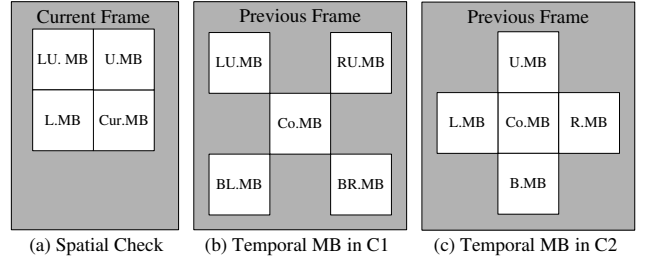 Current Frame
LU. MB U.MB
L.MB Cur.MB
(a) Spatial Check
Previous Frame
LU.MB RU.MB
Co.MB
BL.MB BR.MB
(b) Temporal MB in C1
Previous Frame
U.MB
L.MB Co.MB R.MB
B.MB
(c) Temporal MB in C2